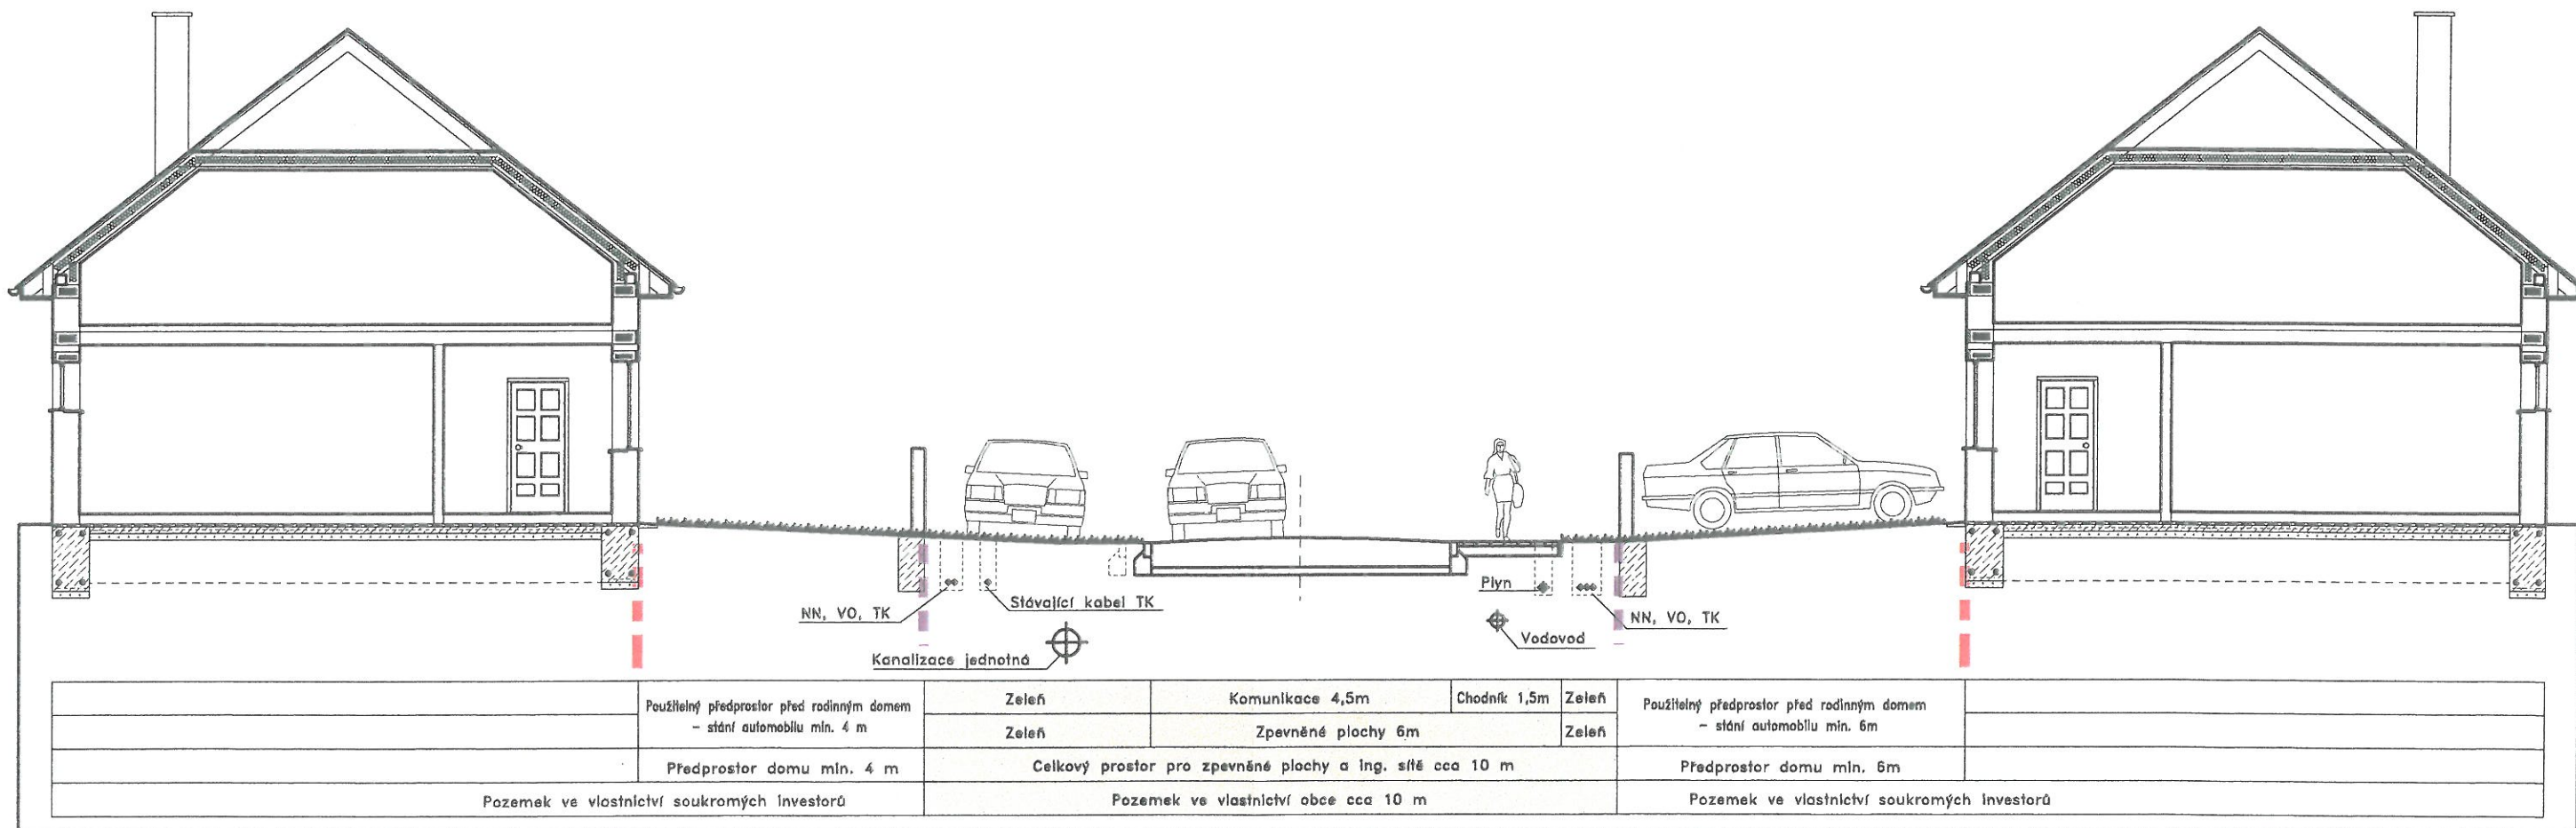 Plyn
Stávající kabel TK
NN, VO, TK
NN, VO, TK
Vodovod
Kanalizace jednotná
Použitelný předprostor před rodinným domem
– stání automobilu min. 4 m
Zeleň
Komunikace 4,5m
Chodník 1,5m
Zeleň
Použitelný předprostor před rodinným domem
– stání automobilu min. 6m
Zeleň
Zpevněné plochy 6m
Zeleň
Předprostor domu min. 4 m
Celkový prostor pro zpevněné plochy a ing. sítě cca 10 m
Předprostor domu min. 6m
Pozemek ve vlastnictví soukromých investorů
Pozemek ve vlastnictví obce cca 10 m
Pozemek ve vlastnictví soukromých investorů